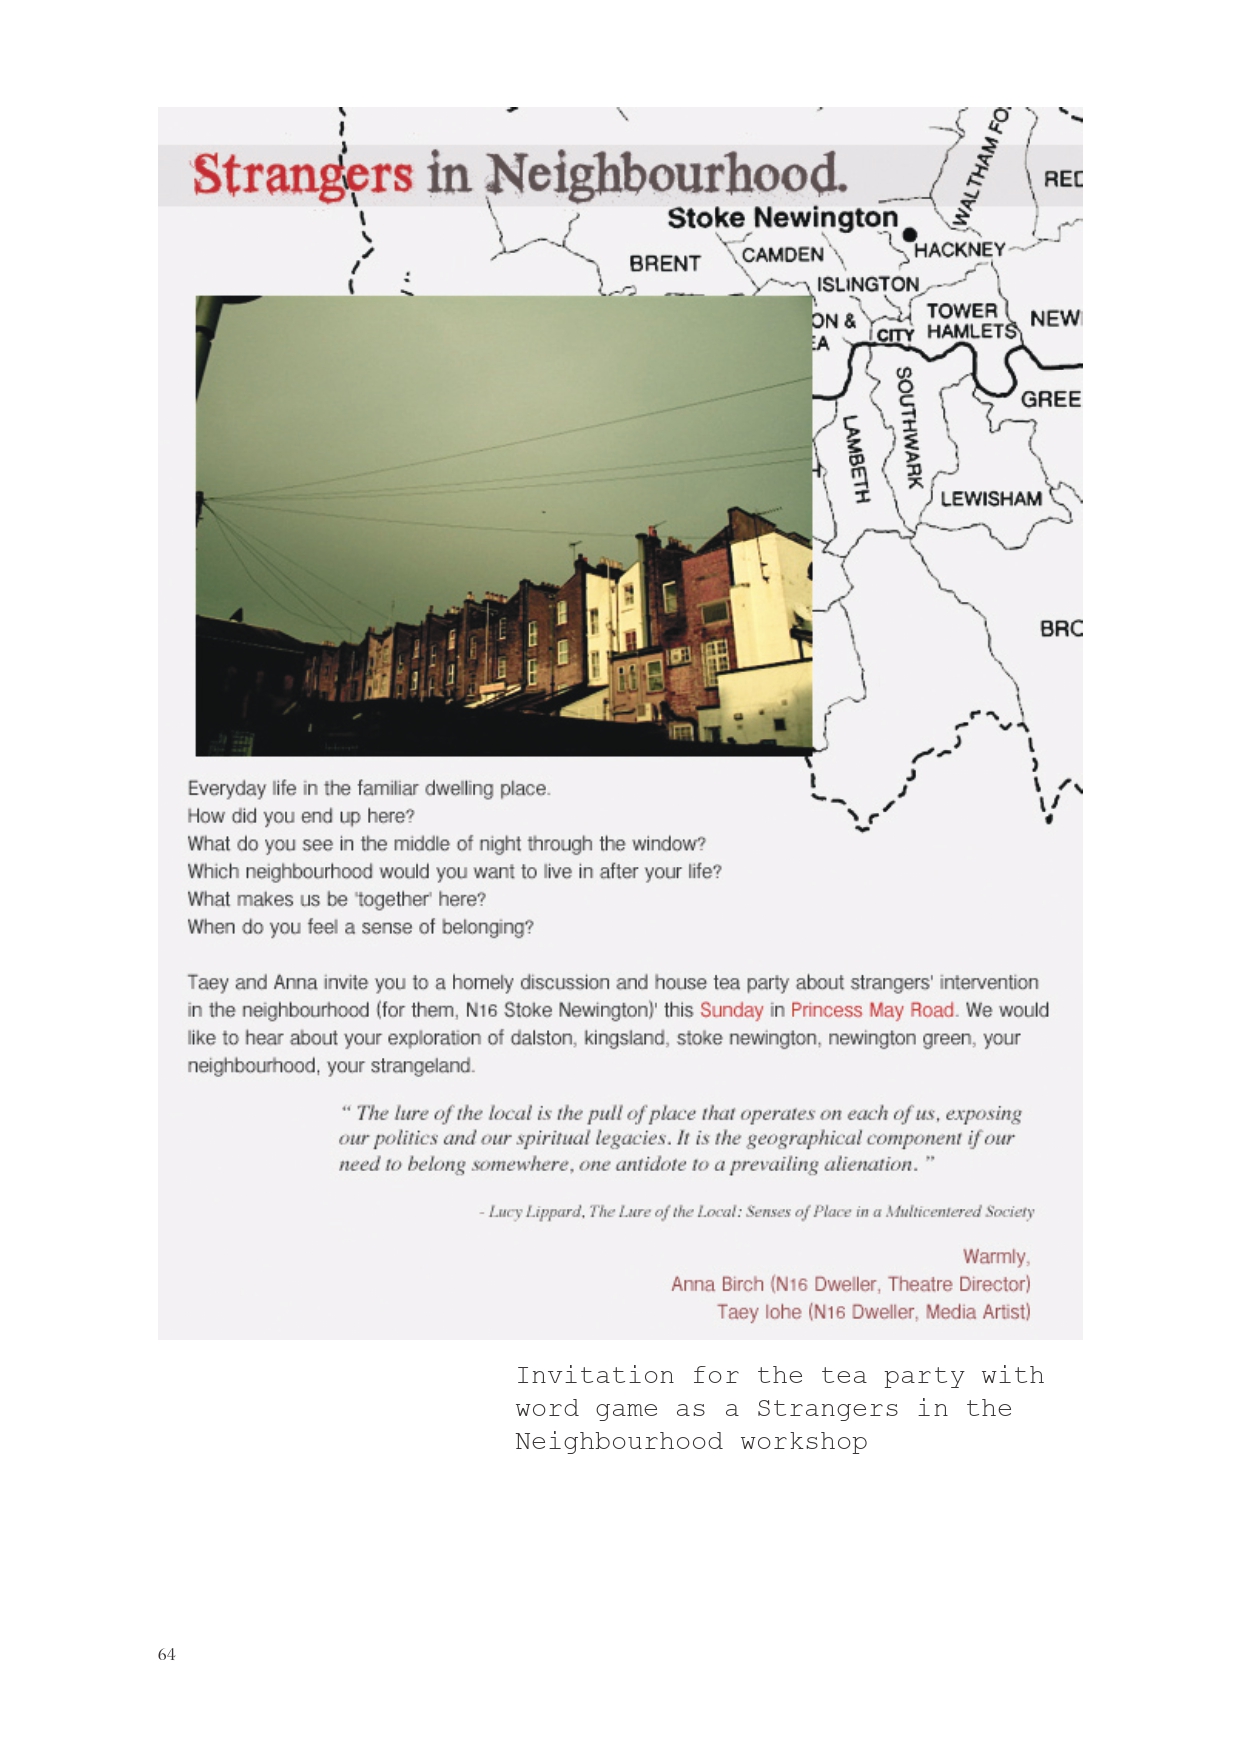 Strangers in Neighbourhood.
WALTHAM FO
RED
Stoke Newington
HACKNEY
CAMDEN
BRENT
ISLINGTON
ON &
TOWER
NEW
EA
CITY
HAMLETS
SOUTHWARK
GREE
LAMBETH
LEWISHAM
BRO
Everyday life in the familiar dwelling place.
How did you end up here?
What do you see in the middle of night through the window?
Which neighbourhood would you want to live in after your life?
What makes us be 'together' here?
When do you feel a sense of belonging?
Taey and Anna invite you to a homely discussion and house tea party about strangers' intervention
in the neighbourhood (for them, N16 Stoke Newington)' this Sunday in Princess May Road. We would
like to hear about your exploration of dalston, kingsland, stoke newington, newington green, your
neighbourhood, your strangeland.
“ The lure of the local is the pull of place that operates on each of us, exposing
our politics and our spiritual legacies. It is the geographical component if our
need to belong somewhere, one antidote to a prevailing alienation. ”
- Lucy Lippard, The Lure of the Local: Senses of Place in a Multicentered Society
Warmly,
Anna Birch (N16 Dweller, Theatre Director)
Taey Iohe (N16 Dweller, Media Artist)
Invitation for the tea party with
word game as a Strangers in the
Neighbourhood workshop
64